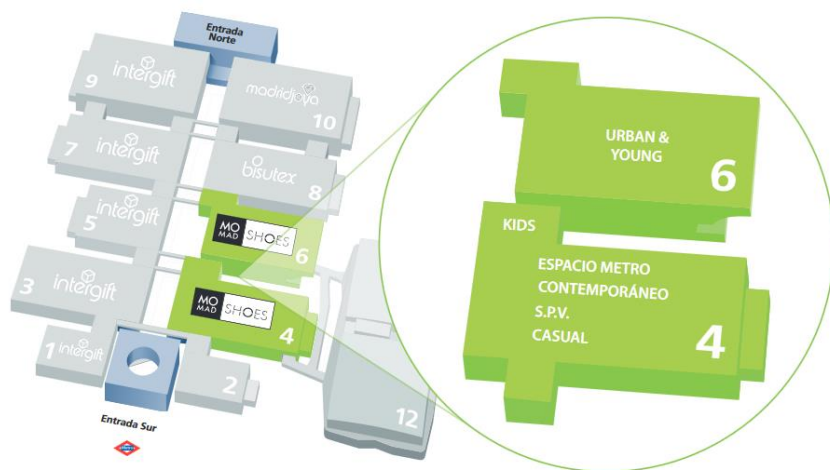 Entrada
Norte
9
intergift
madridjoya
10
7
intergift
bisutex
8
5
intergift
MO
MAD
SHOES
6
3
intergift
MO
MAD
SHOES
4
1
intergift
2
12
Entrada Sur
URBAN &
YOUNG
6
KIDS
ESPACIO METRO
CONTEMPORÁNEO
S.P.V.
CASUAL
4